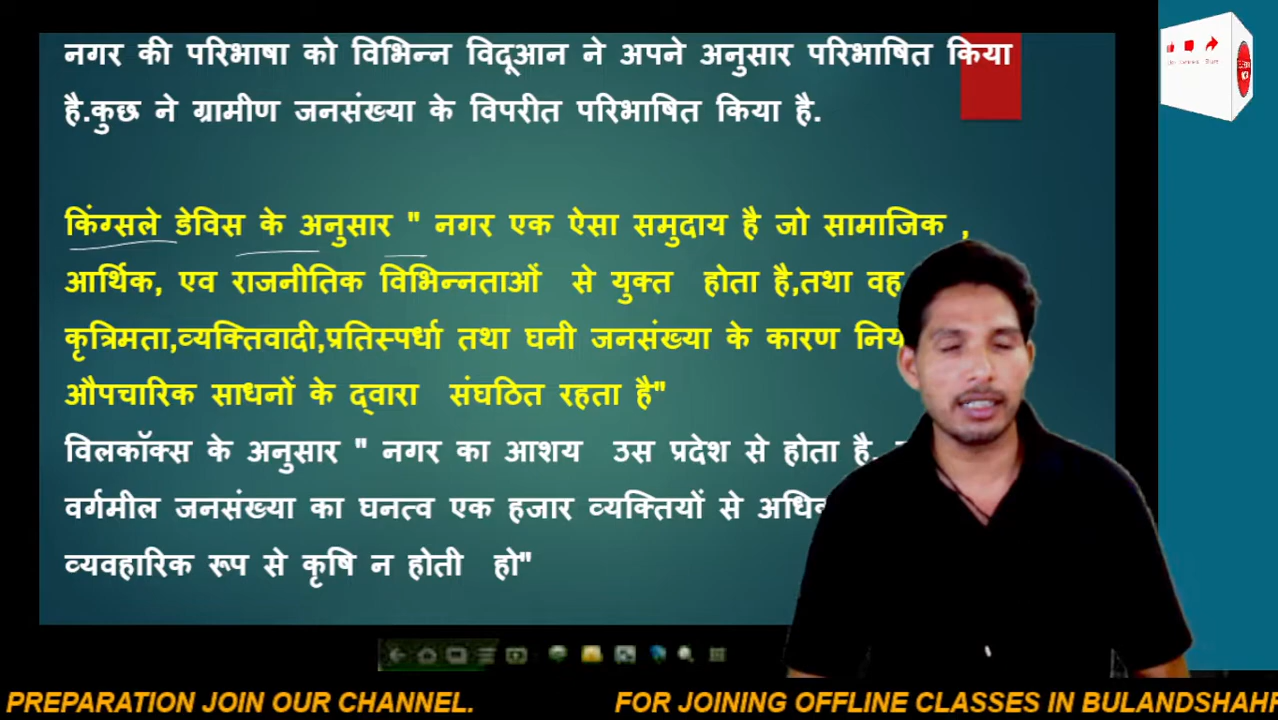 नगर की परिभाषा को विभिन्न विदूआन ने अपने अनुसार परिभाषित किया
है.कुछ ने ग्रामीण जनसंख्या के विपरीत परिभाषित किया है.
किंग्सले डेविस के अनुसार " नगर एक ऐसा समुदाय है जो सामाजिक ,
आर्थिक, एव राजनीतिक विभिन्नताओं से युक्त होता है,तथा वह
कृत्रिमता,व्यक्तिवादी,प्रतिस्पर्धा तथा घनी जनसंख्या के कारण
औपचारिक साधनों के द्वारा संघठित रहता है"
विलकॉक्स के अनुसार " नगर का आशय उस प्रदेश से होता है,
वर्गमील जनसंख्या का घनत्व एक हजार व्यक्तियों से
व्यवहारिक रूप से कृषि न होती हो"
PREPARATION JOIN OUR CHANNEL. FOR JOINING OFFLINE CLASSES IN